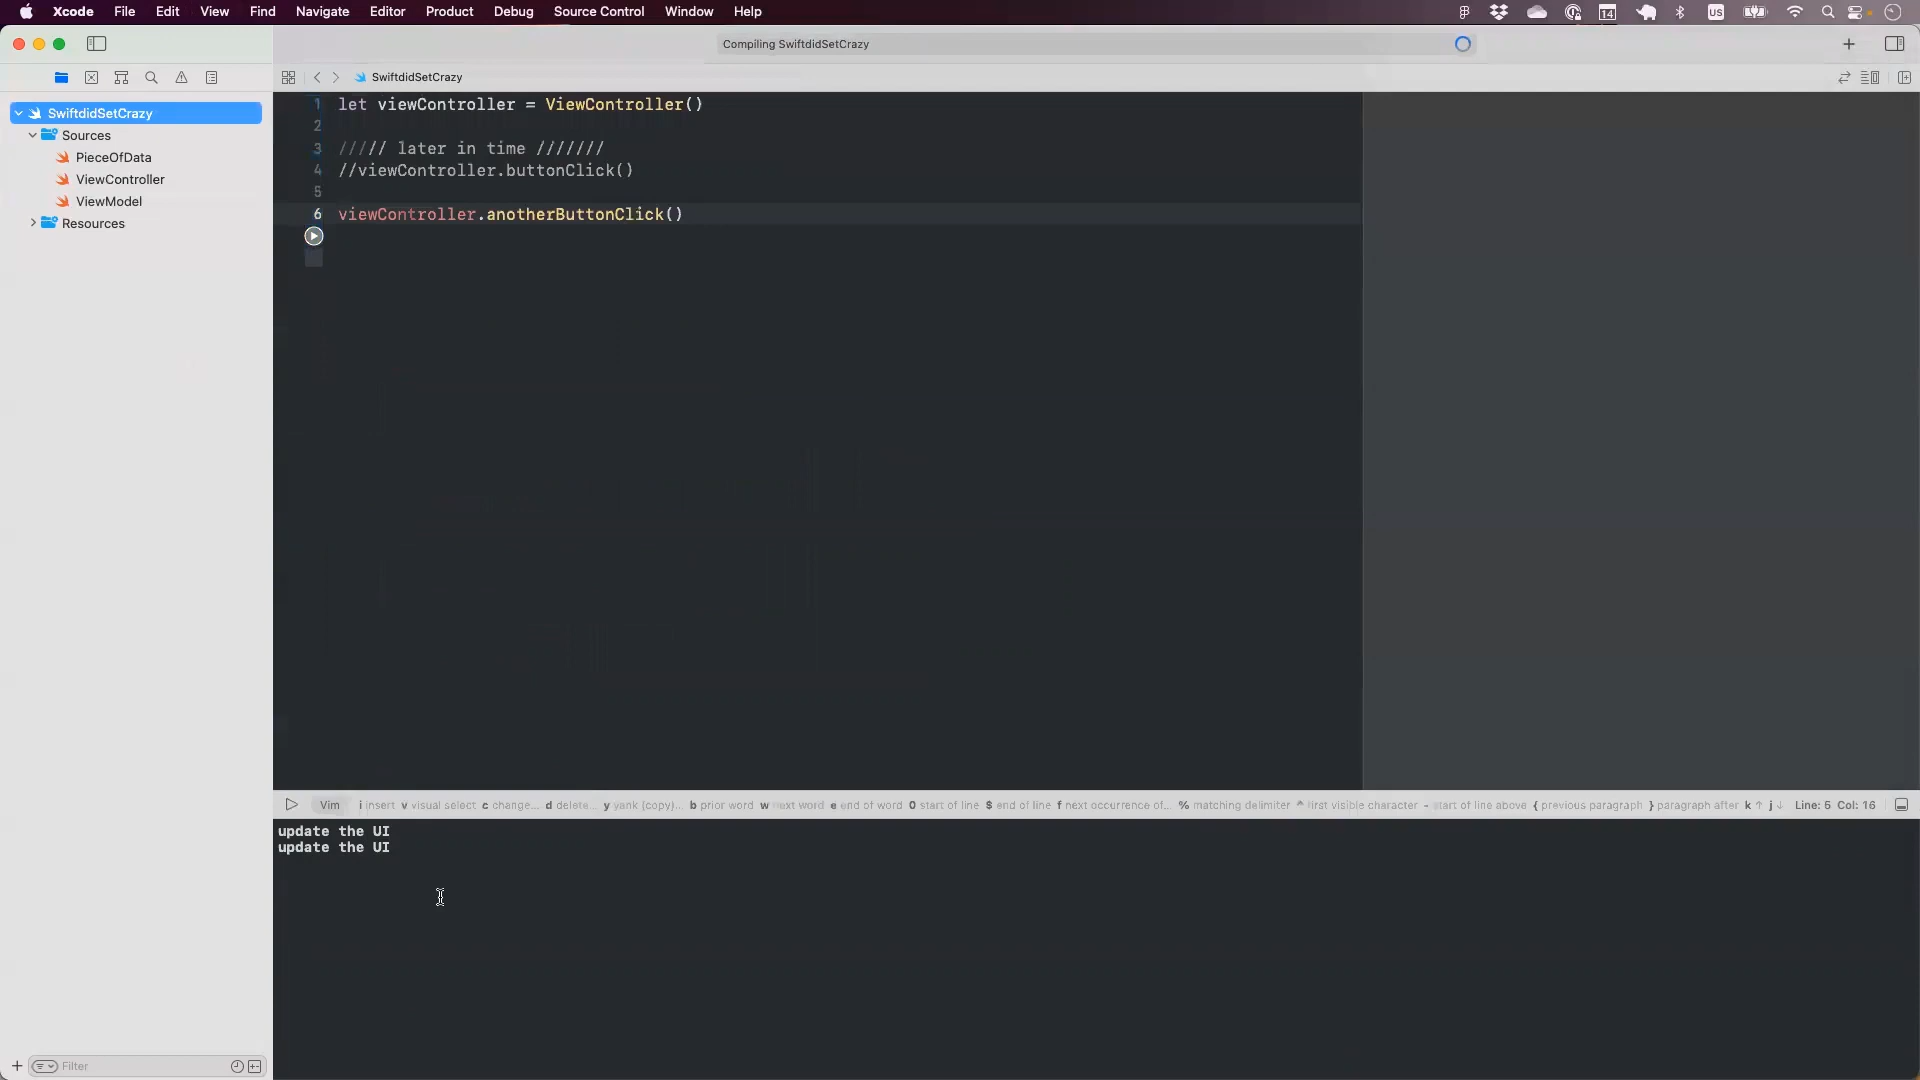 Xcode File Edit View Find Navigate Editor Product Debug Source Control Window Help
14 US
Compiling SwiftdidSetCrazy
SwiftdidSetCrazy
SwiftdidSetCrazy
Sources
PieceOfData
ViewController
ViewModel
Resources
1 let viewController = ViewController()
2
3 ///// later in time ///////
4 //viewController.buttonClick()
5
6 viewController.anotherButtonClick()
Vim i insert v visual select c change... d delete... y yank (copy)... b prior word w next word e end of word 0 start of line $ end of line f next occurrence of... % matching delimiter ^ first visible character - start of line above { previous paragraph } paragraph after k ↑ j ↓ Line: 5 Col: 16
update the UI
update the UI
Filter